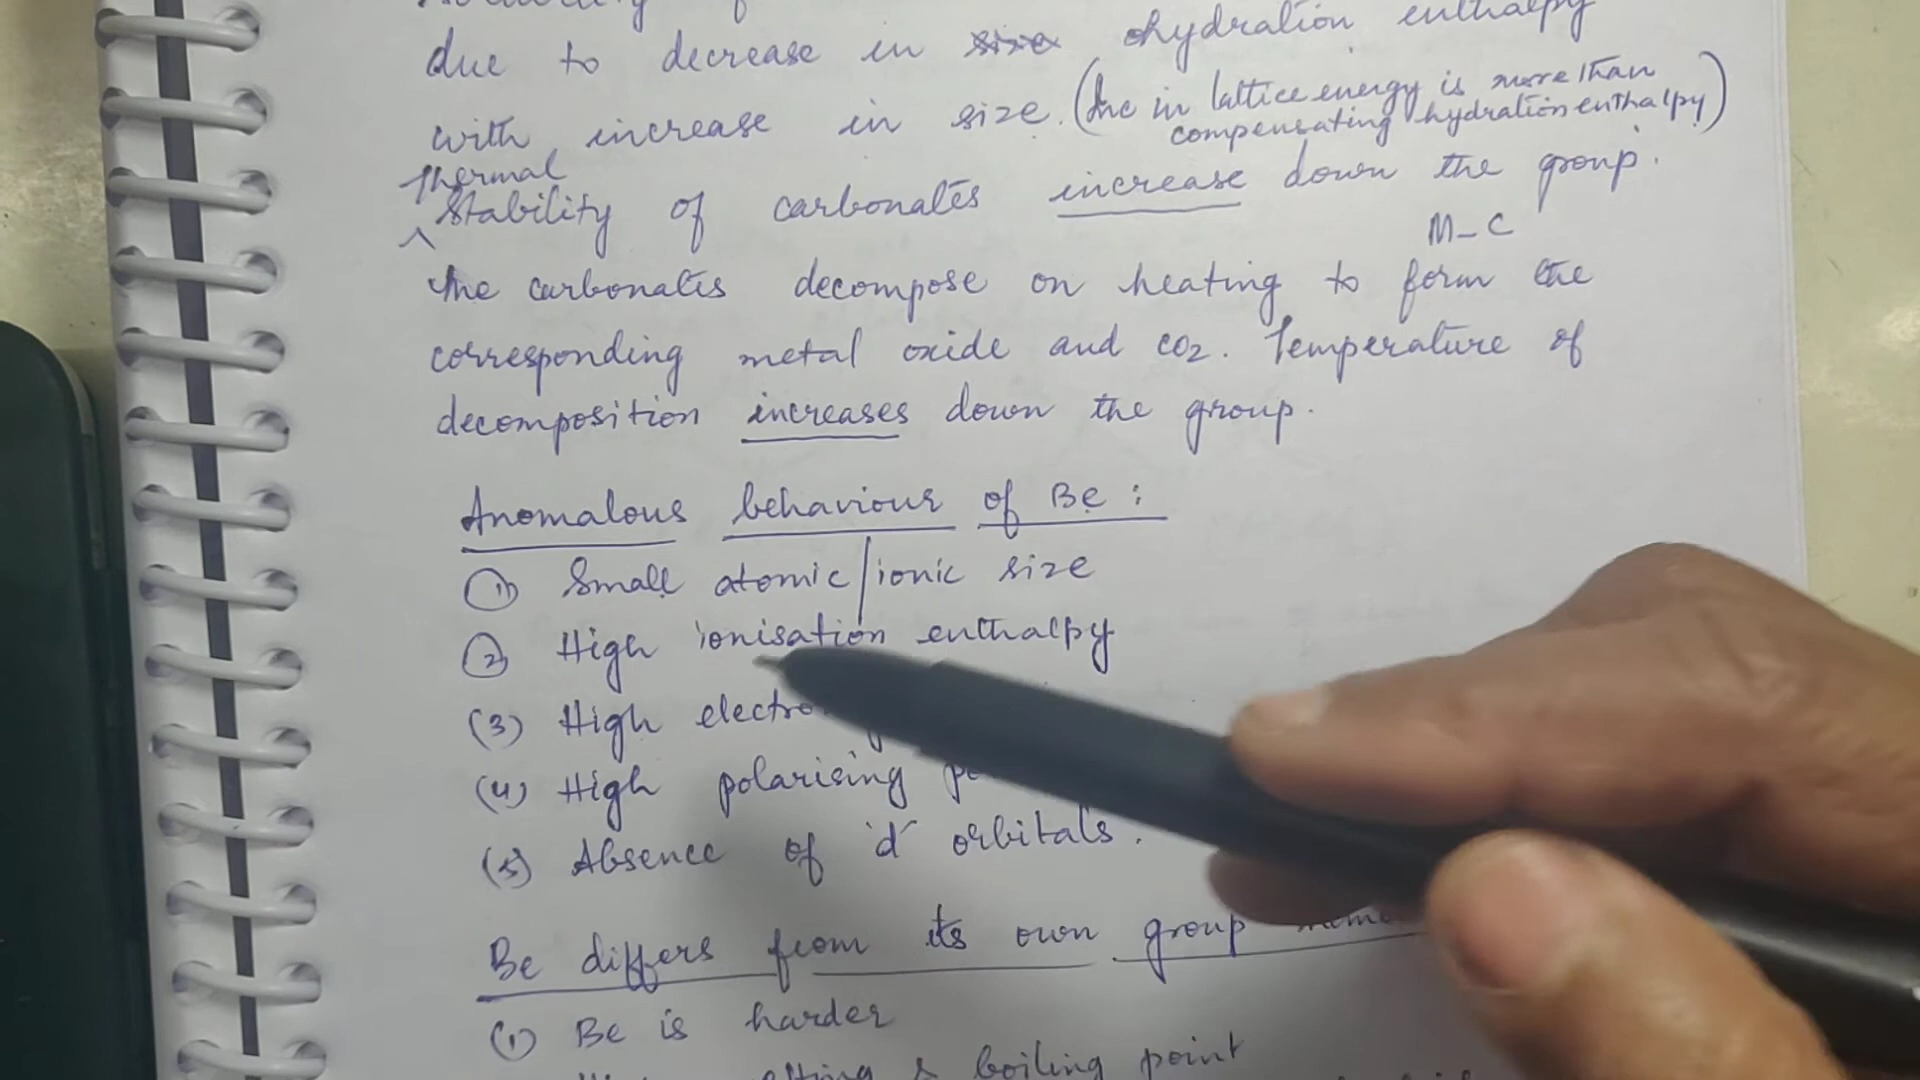 due to decrease in hydration enthalpy
with increase in size. (the in lattice energy is more than
compensating hydration enthalpy)
Thermal
Stability of carbonates increase down the group.
M-C
The carbonates decompose on heating to form the
corresponding metal oxide and CO2. Temperature of
decomposition increases down the group.
Anomalous behaviour of Be :
(1) Small atomic/ionic size
(2) High ionisation enthalpy
(3) High electro
(4) High polarising
(5) Absence of 'd' orbitals.
Be differs from its own group
(1) Be is harder
& boiling point